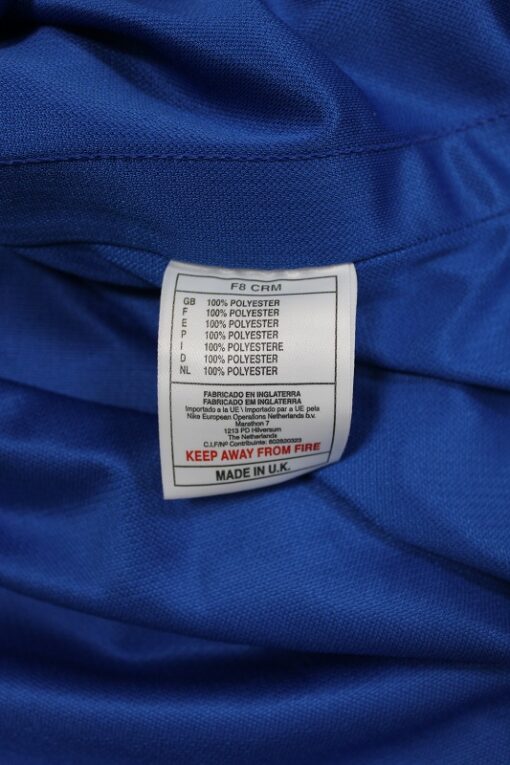 F8 CRM
GB 100% POLYESTER
F 100% POLYESTER
E 100% POLYESTER
P 100% POLYESTER
I 100% POLYESTERE
D 100% POLYESTER
NL 100% POLYESTER
FABRICADO EN INGLATERRA
FABRICADO EM INGLATERRA
Importado a la UE \ Importado par a UE pela
Nike European Operations Netherlands b.v.
Marathon 7
1213 PD Hilversum
The Netherlands
C.I.F/Nº Contribuinte:
KEEP AWAY FROM FIRE
MADE IN U.K.